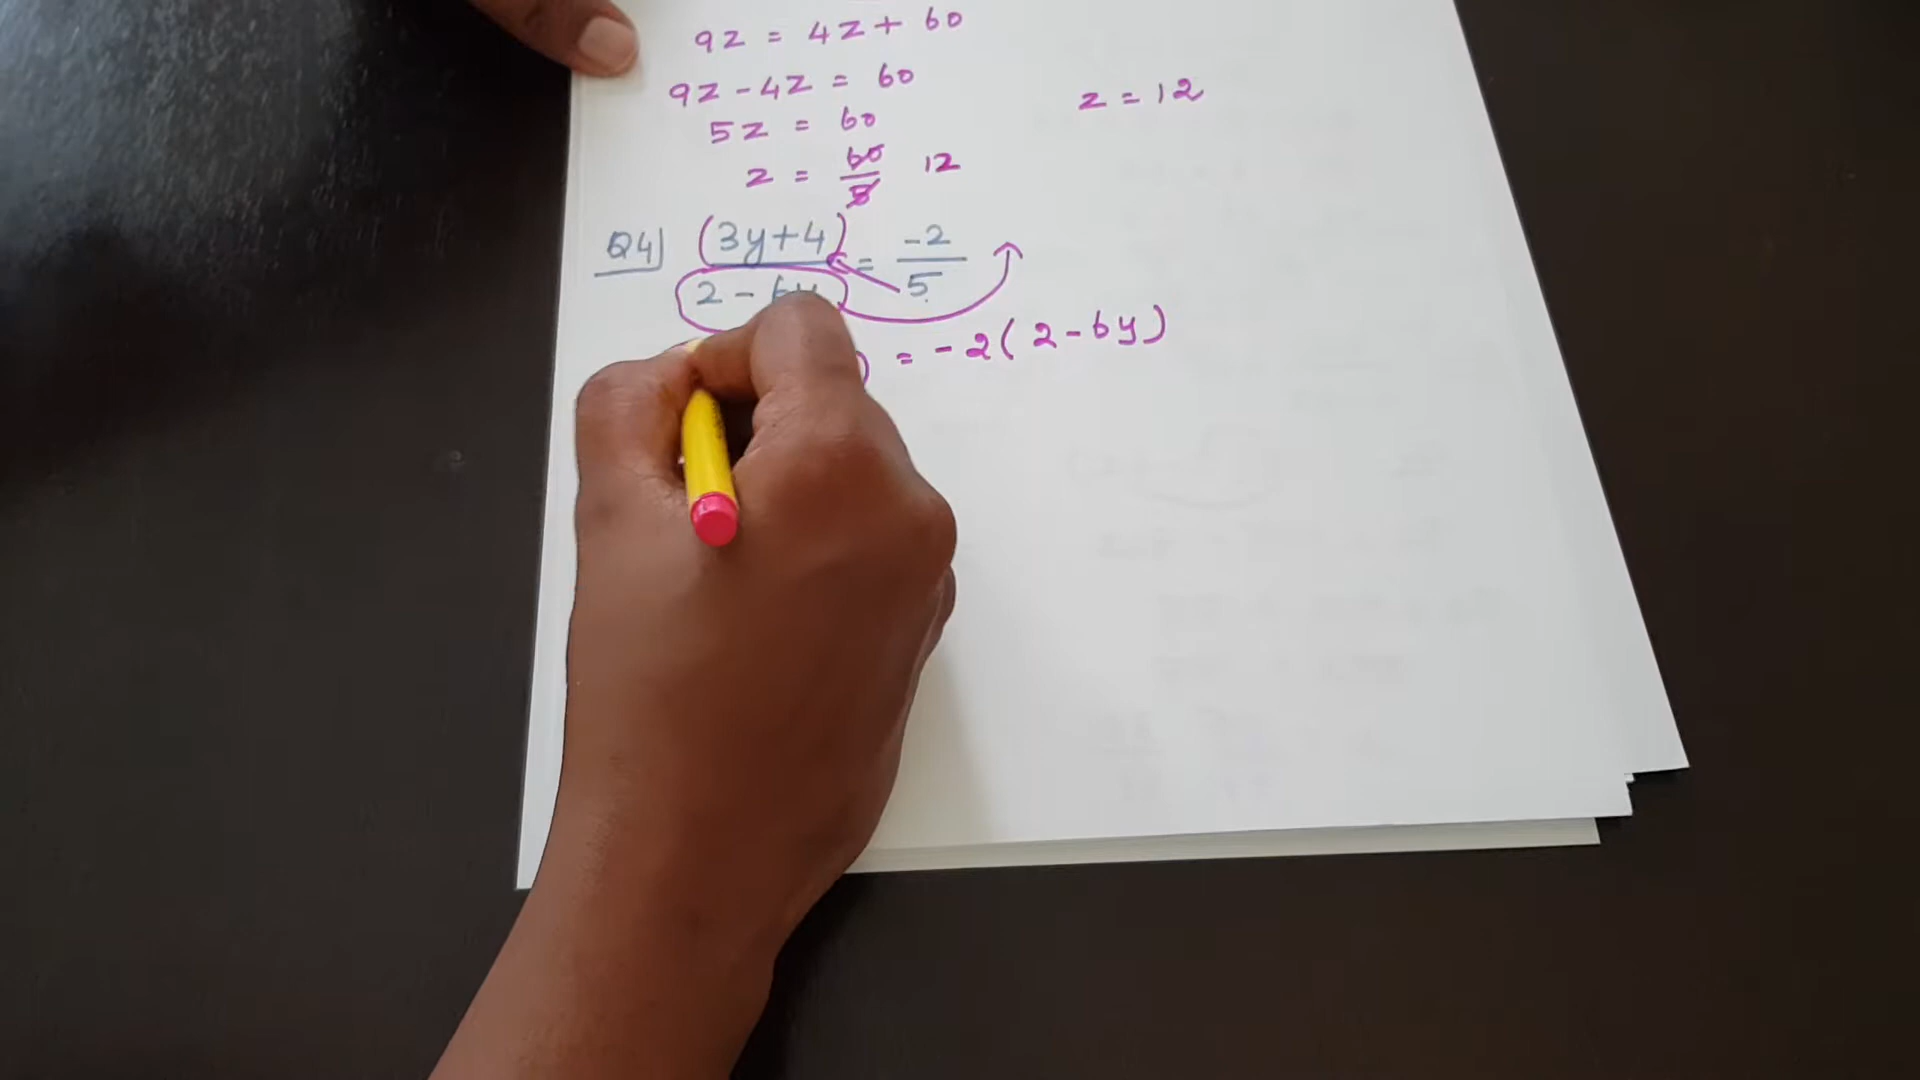 9z = 4z + 60
9z - 4z = 60
5z = 60
z = 60/5 12
z = 12
Q4) (3y+4)/2 - 6y = -2/5
) = -2(2-6y)